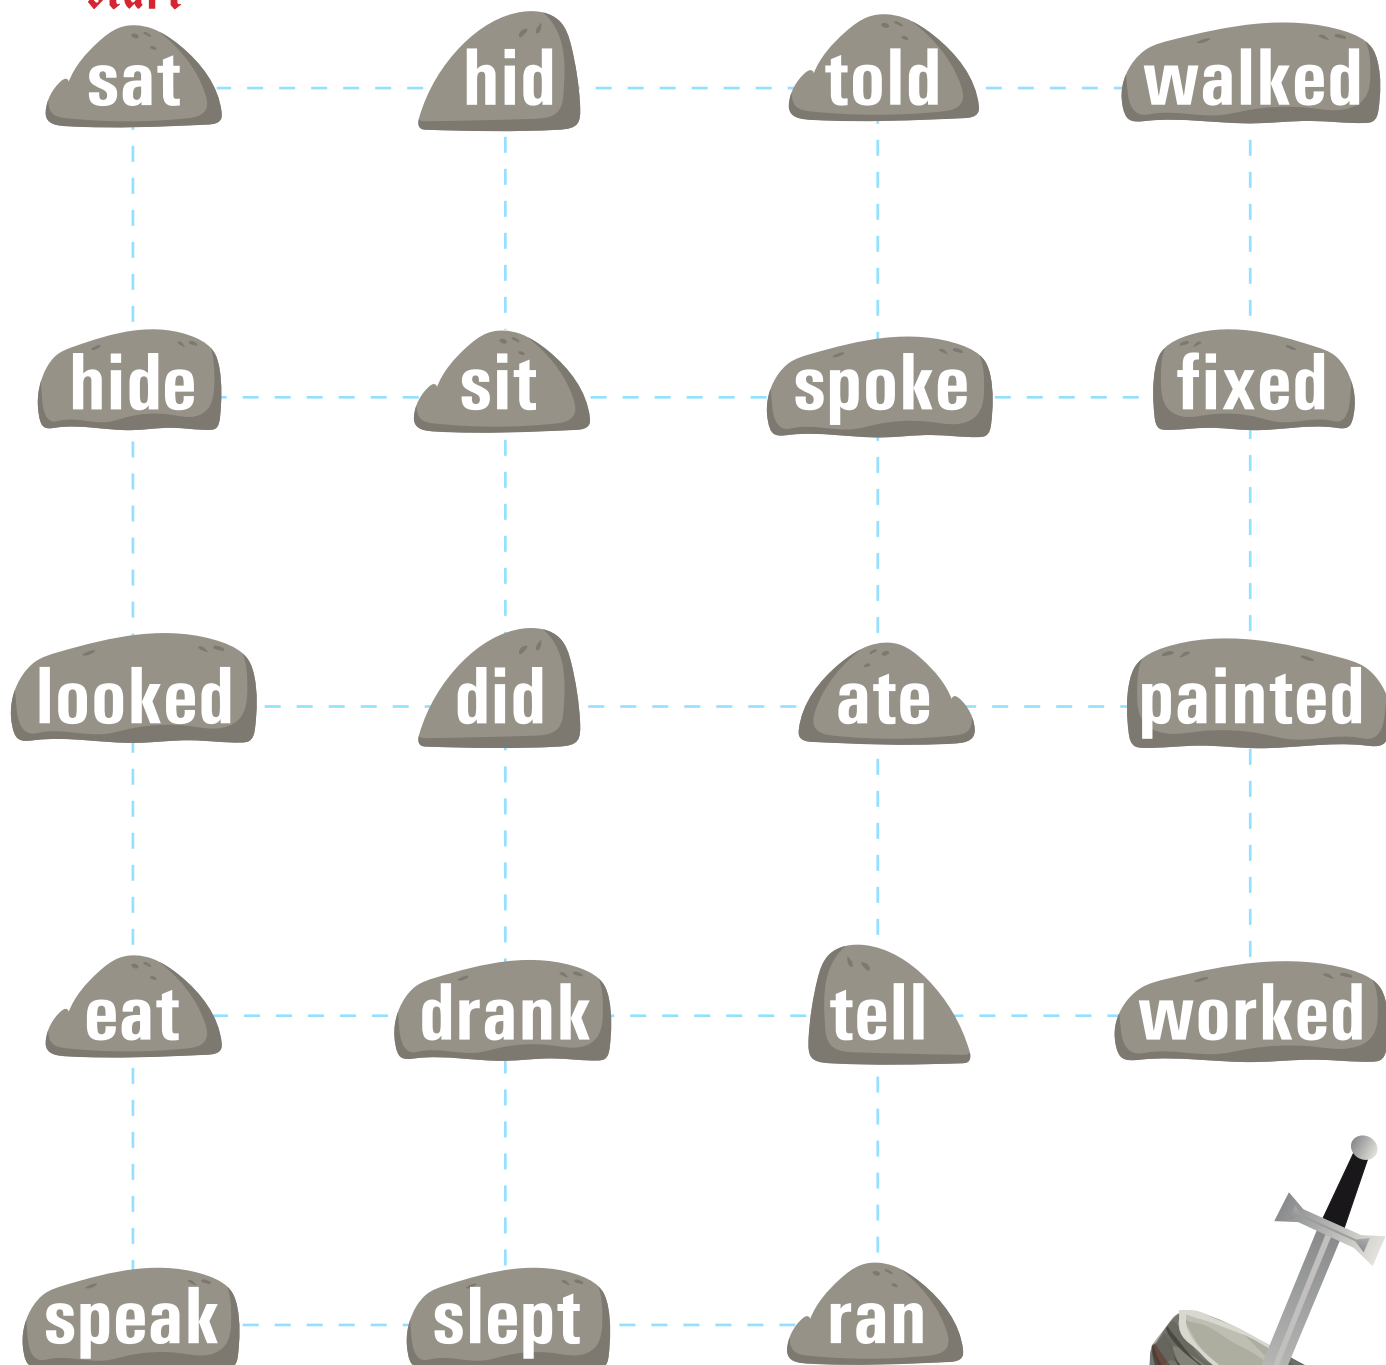 start
sat hid told walked
hide sit spoke fixed
looked did ate painted
eat drank tell worked
speak slept ran